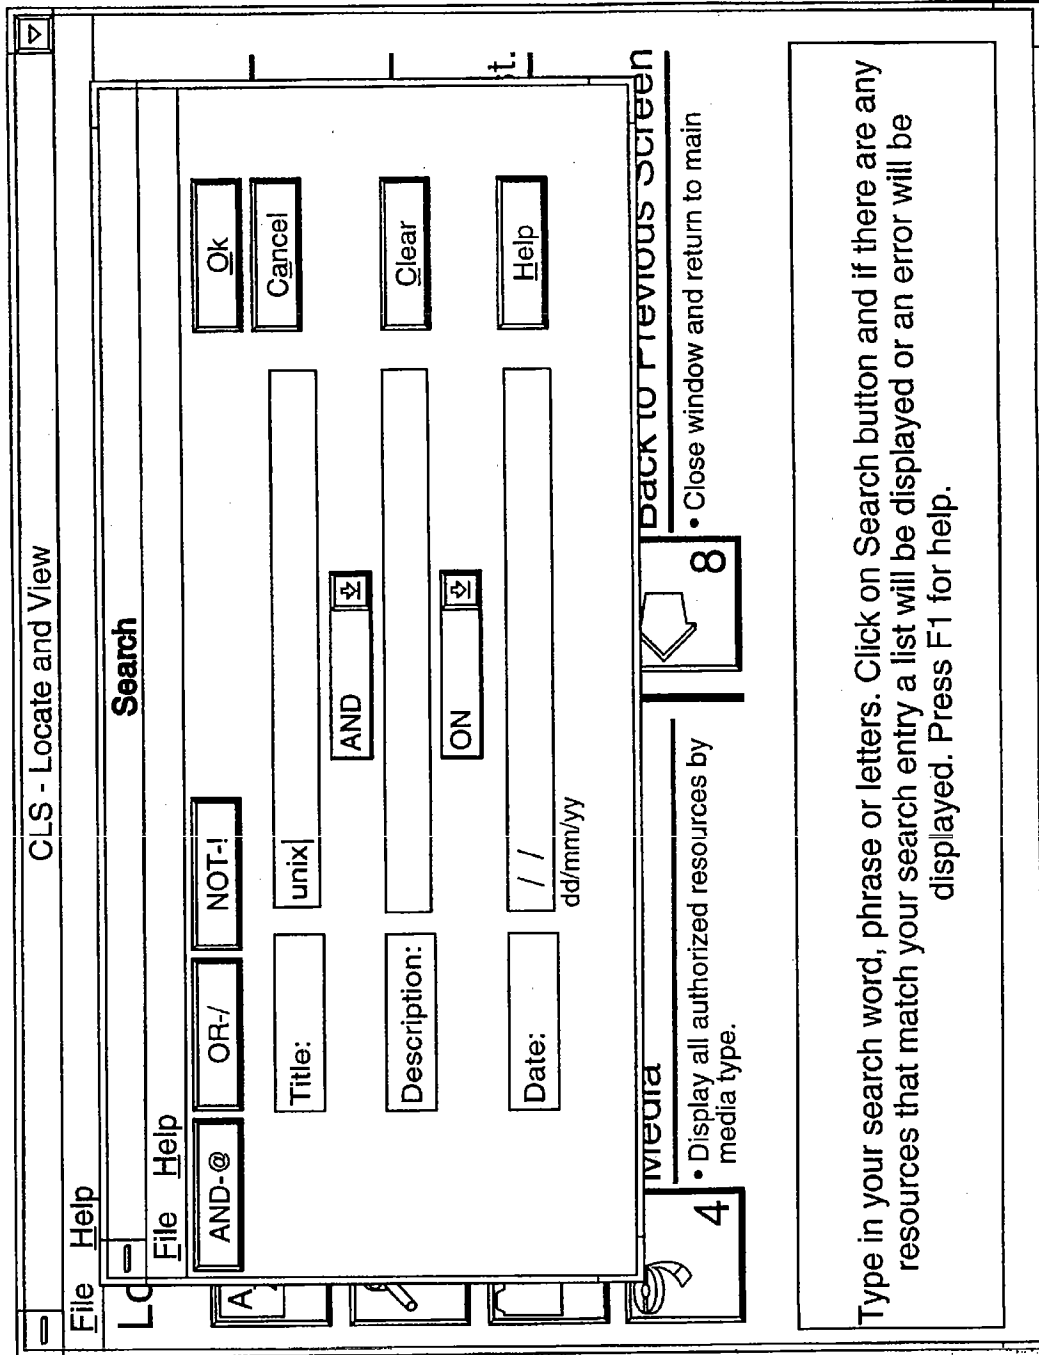 CLS - Locate and View
File Help
Search
File Help
AND-@ OR-/ NOT-! Ok
Cancel
Title: unix
AND
Description: Clear
ON
Date: / / Help
dd/mm/yy
st.
Media
• Display all authorized resources by
media type.
4
Back to Previous Screen
• Close window and return to main
8
Type in your search word, phrase or letters. Click on Search button and if there are any
resources that match your search entry a list will be displayed or an error will be
displayed. Press F1 for help.